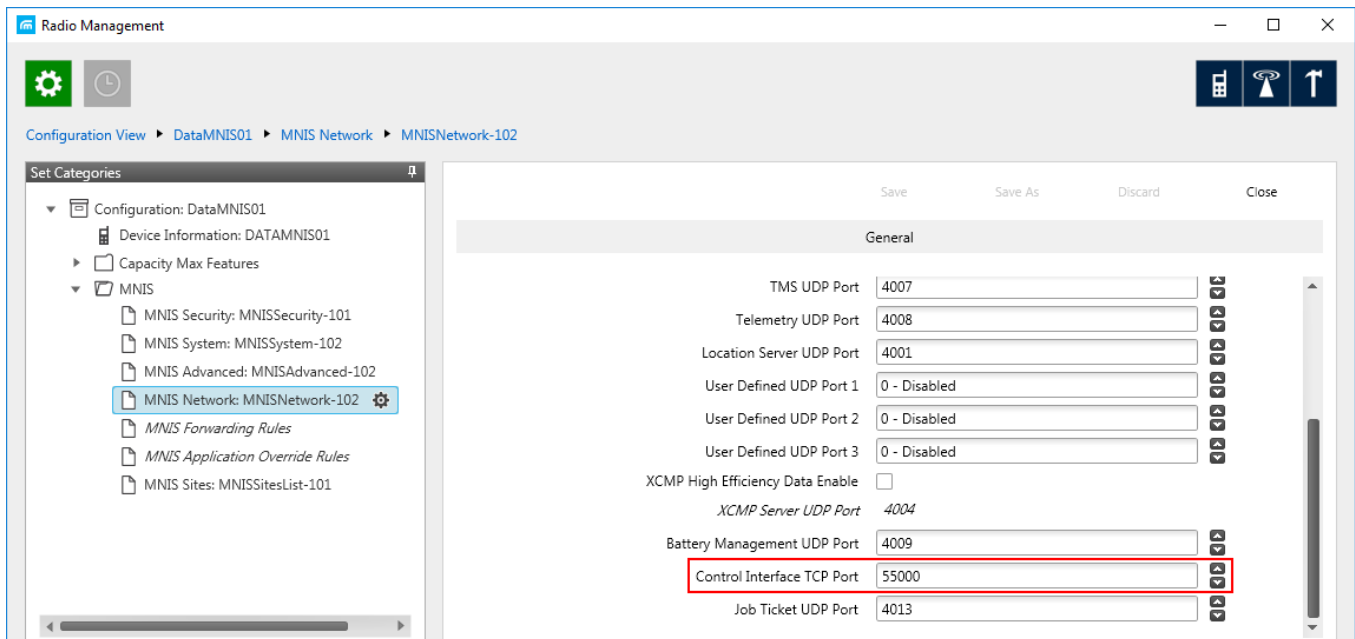 Radio Management
Configuration View DataMNIS01 MNIS Network MNISNetwork-102
Set Categories
Configuration: DataMNIS01
Device Information: DATAMNIS01
Capacity Max Features
MNIS
MNIS Security: MNISSecurity-101
MNIS System: MNISSystem-102
MNIS Advanced: MNISAdvanced-102
MNIS Network: MNISNetwork-102
MNIS Forwarding Rules
MNIS Application Override Rules
MNIS Sites: MNISSitesList-101
Save Save As Discard Close
General
TMS UDP Port 4007
Telemetry UDP Port 4008
Location Server UDP Port 4001
User Defined UDP Port 1 0 - Disabled
User Defined UDP Port 2 0 - Disabled
User Defined UDP Port 3 0 - Disabled
XCMP High Efficiency Data Enable
XCMP Server UDP Port 4004
Battery Management UDP Port 4009
Control Interface TCP Port 55000
Job Ticket UDP Port 4013